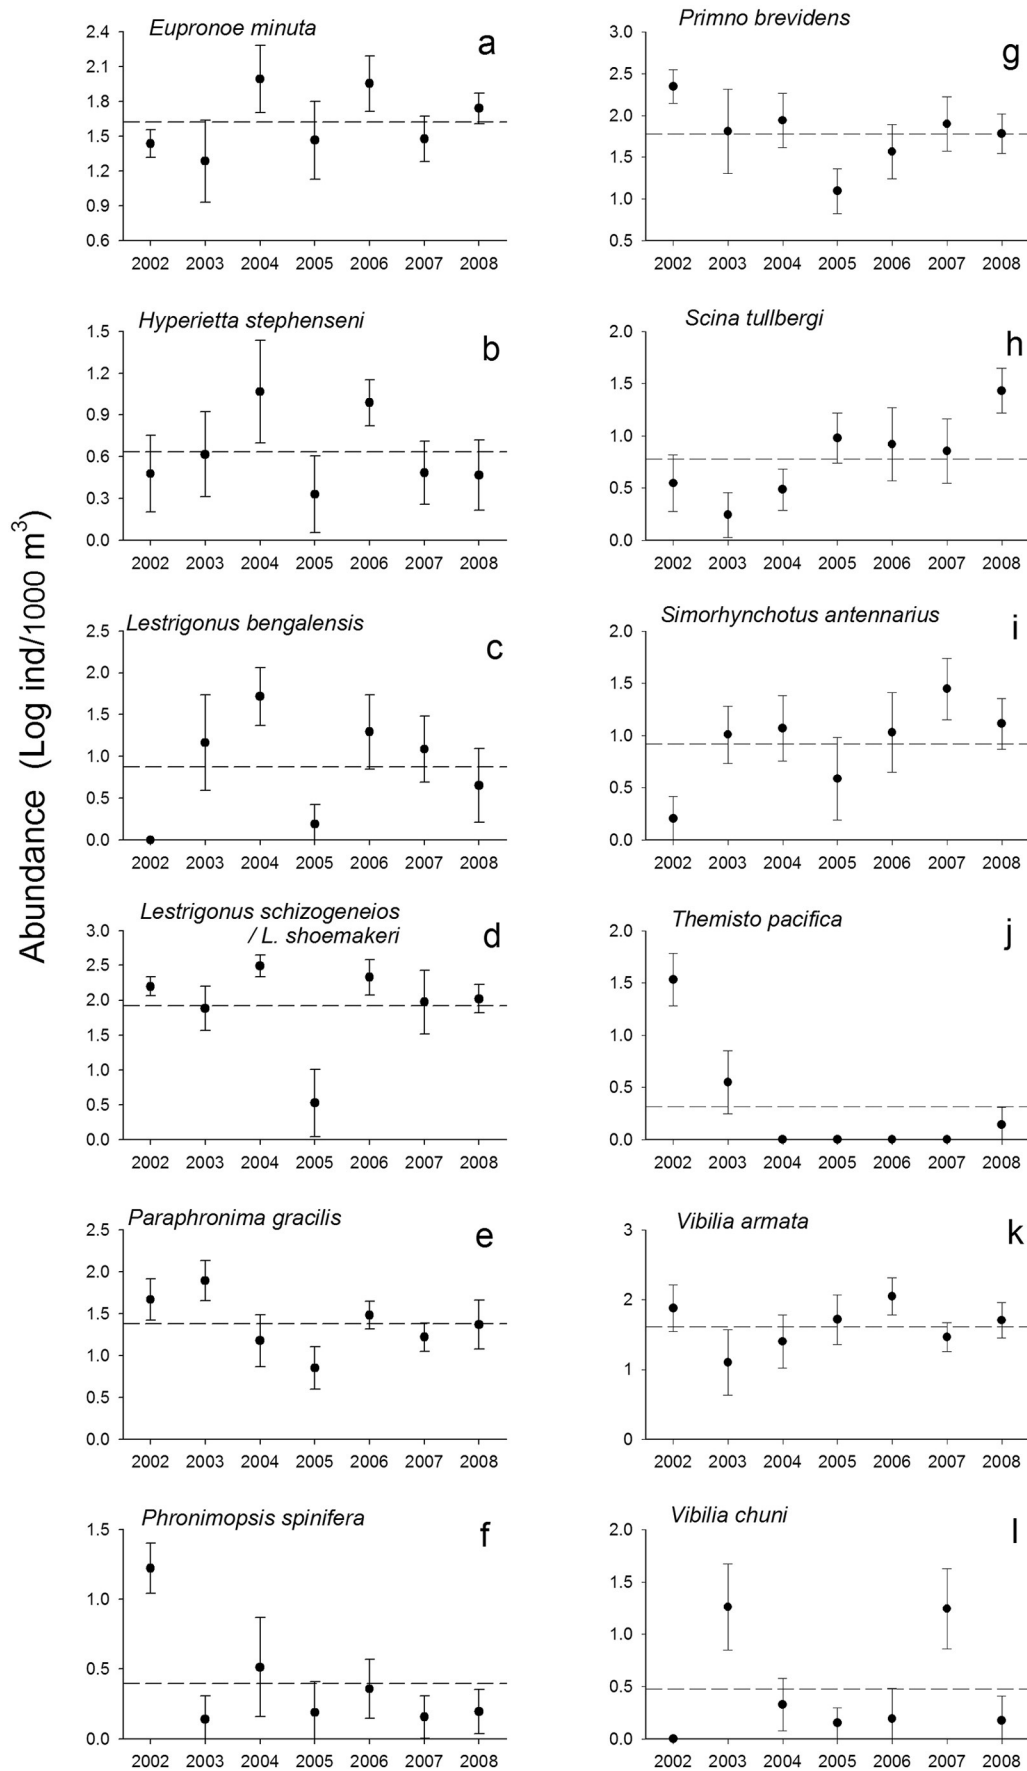 Abundance (Log ind/1000 m³)
Eupronoe minuta
a
2.4
2.1
1.8
1.5
1.2
0.9
0.6
2002 2003 2004 2005 2006 2007 2008
Hyperietta stephenseni
b
1.5
1.2
0.9
0.6
0.3
0.0
2002 2003 2004 2005 2006 2007 2008
Lestrigonus bengalensis
c
2.5
2.0
1.5
1.0
0.5
0.0
2002 2003 2004 2005 2006 2007 2008
Lestrigonus schizogeneios
/ L. shoemakeri
d
3.0
2.5
2.0
1.5
1.0
0.5
0.0
2002 2003 2004 2005 2006 2007 2008
Paraphronima gracilis
e
2.5
2.0
1.5
1.0
0.5
0.0
2002 2003 2004 2005 2006 2007 2008
Phronimopsis spinifera
f
1.5
1.0
0.5
0.0
2002 2003 2004 2005 2006 2007 2008
Primno brevidens
g
3.0
2.5
2.0
1.5
1.0
0.5
2002 2003 2004 2005 2006 2007 2008
Scina tullbergi
h
2.0
1.5
1.0
0.5
0.0
2002 2003 2004 2005 2006 2007 2008
Simorhynchotus antennarius
i
2.0
1.5
1.0
0.5
0.0
2002 2003 2004 2005 2006 2007 2008
Themisto pacifica
j
2.0
1.5
1.0
0.5
0.0
2002 2003 2004 2005 2006 2007 2008
Vibilia armata
k
3
2
1
0
2002 2003 2004 2005 2006 2007 2008
Vibilia chuni
l
2.0
1.5
1.0
0.5
0.0
2002 2003 2004 2005 2006 2007 2008